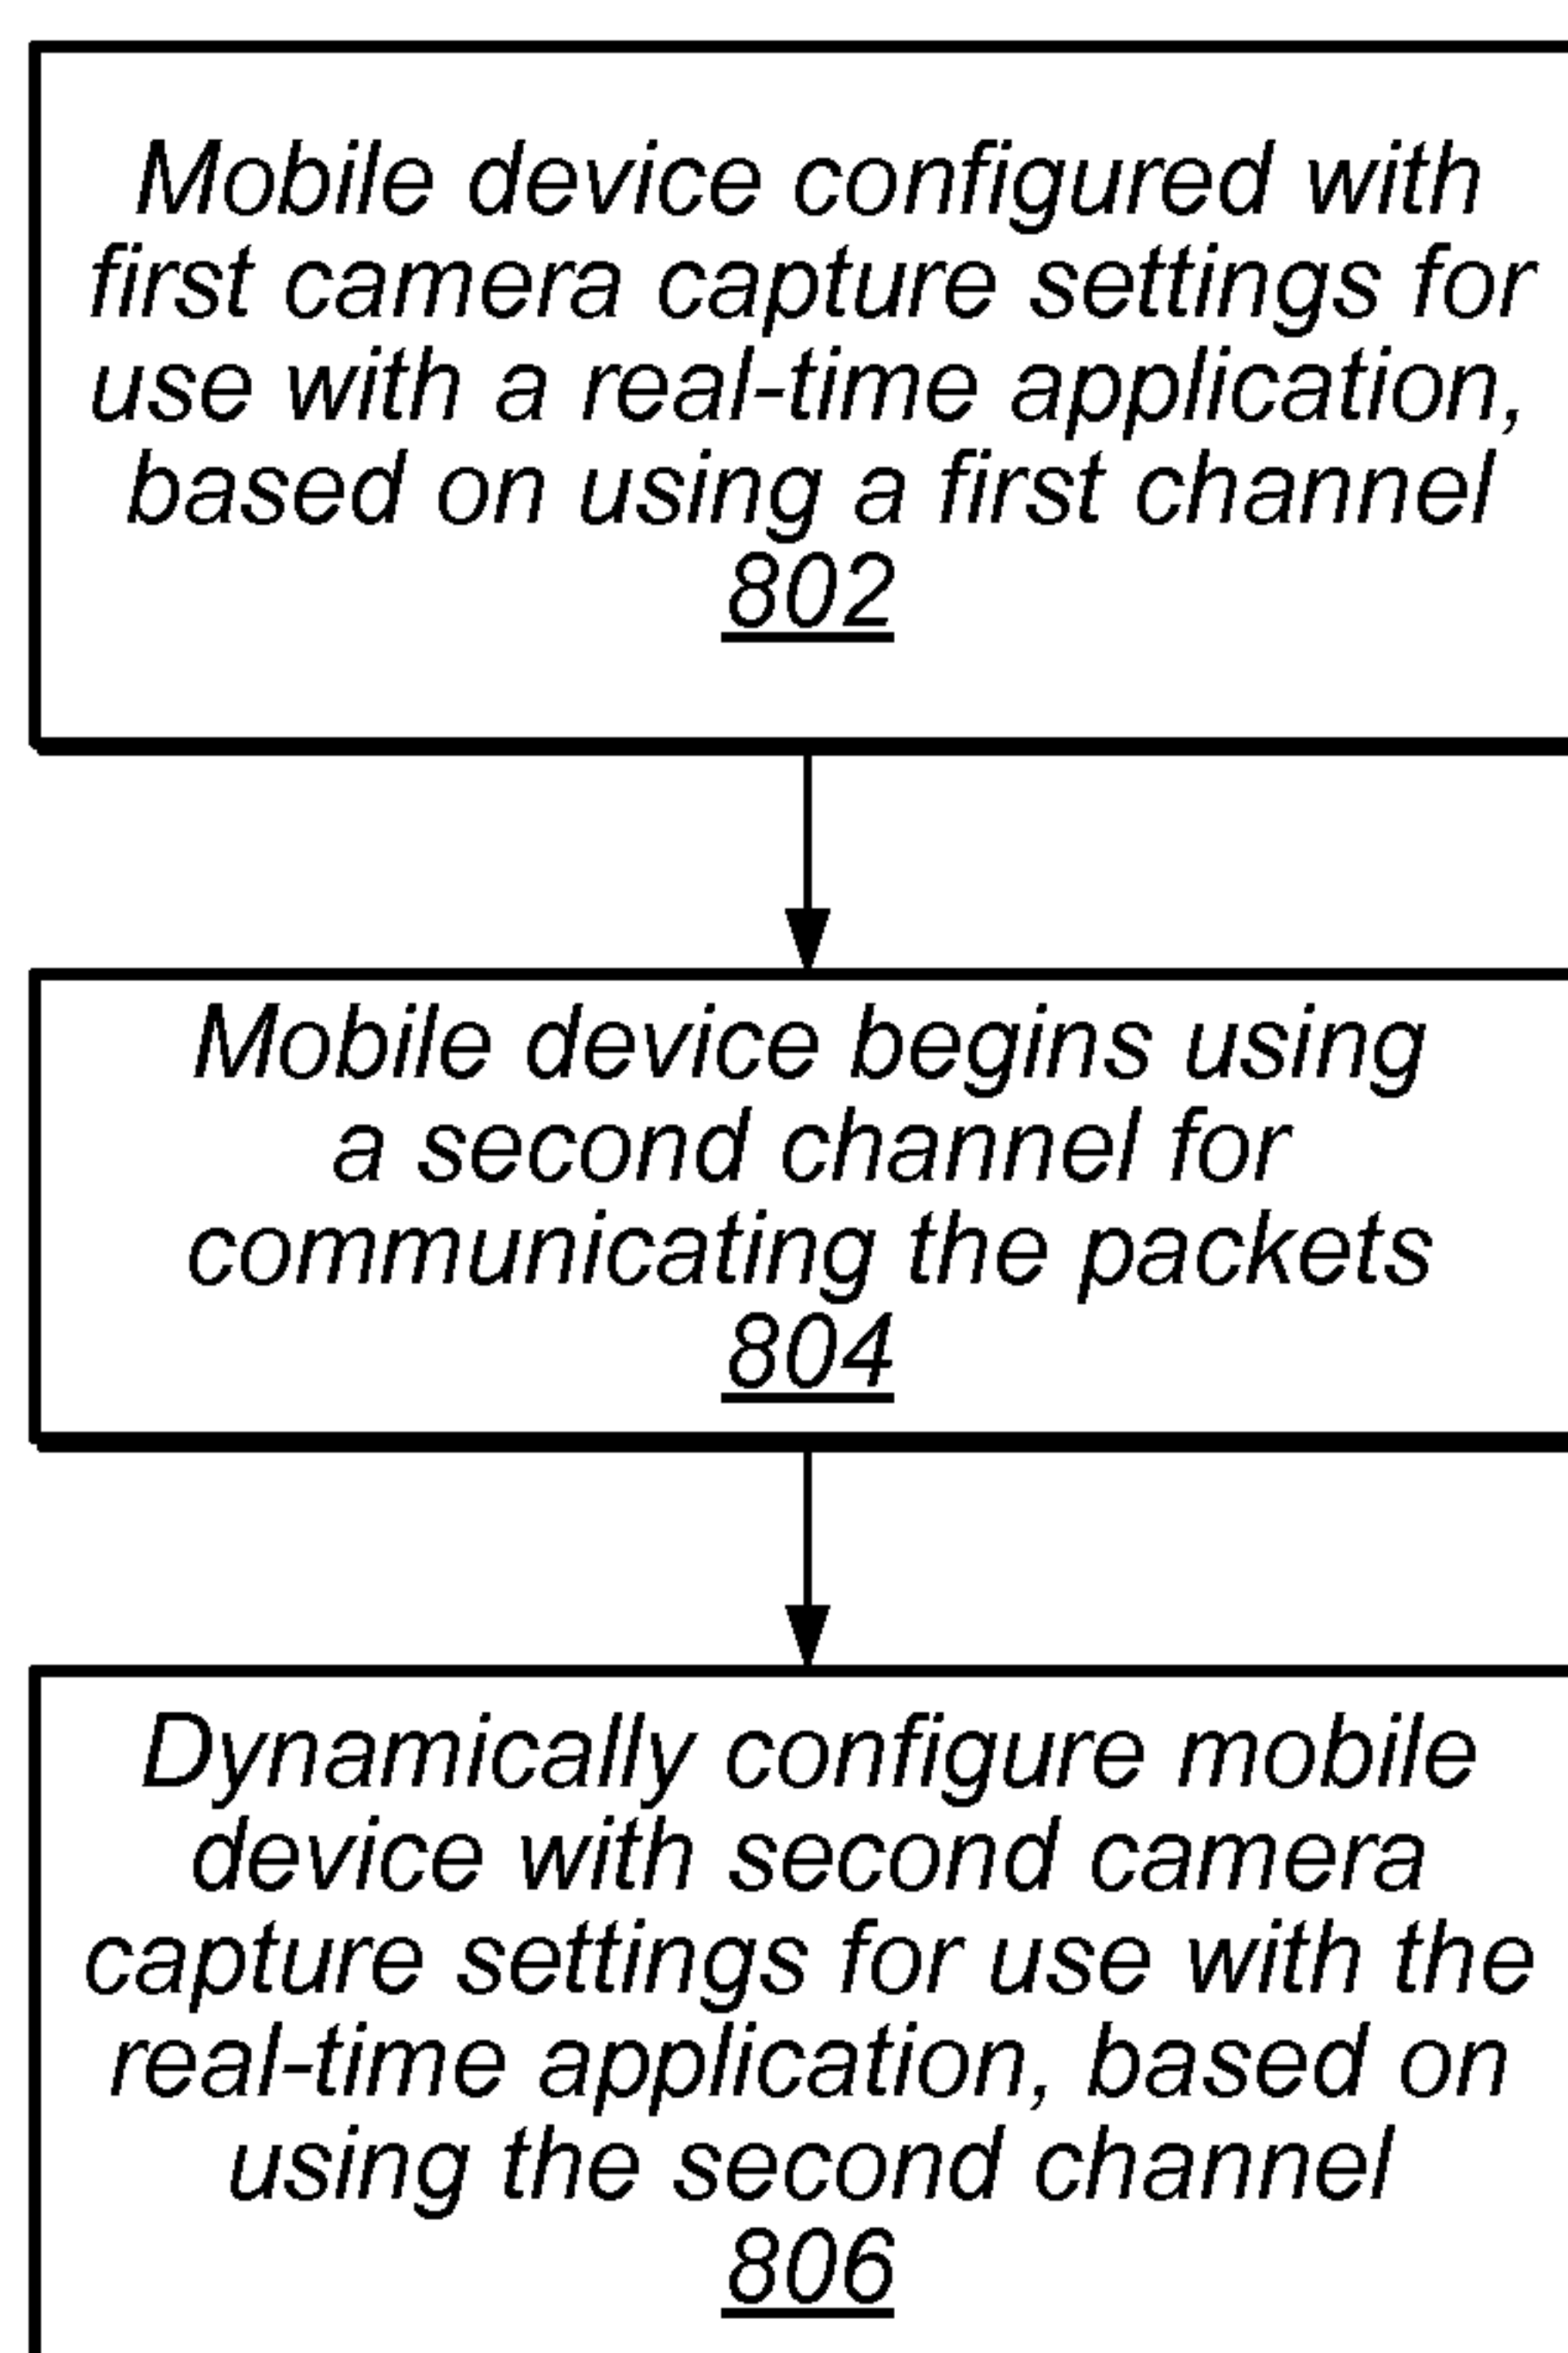 Mobile device configured with
first camera capture settings for
use with a real-time application,
based on using a first channel
802
Mobile device begins using
a second channel for
communicating the packets
804
Dynamically configure mobile
device with second camera
capture settings for use with the
real-time application, based on
using the second channel
806